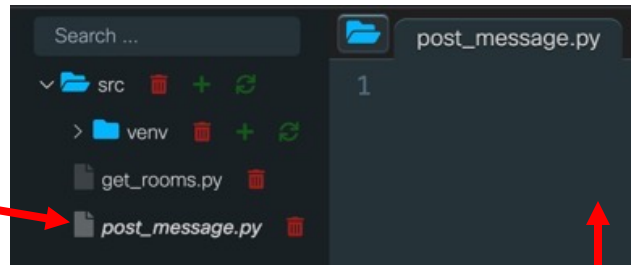 Search ...
post_message.py
src
1
venv
get_rooms.py
post_message.py